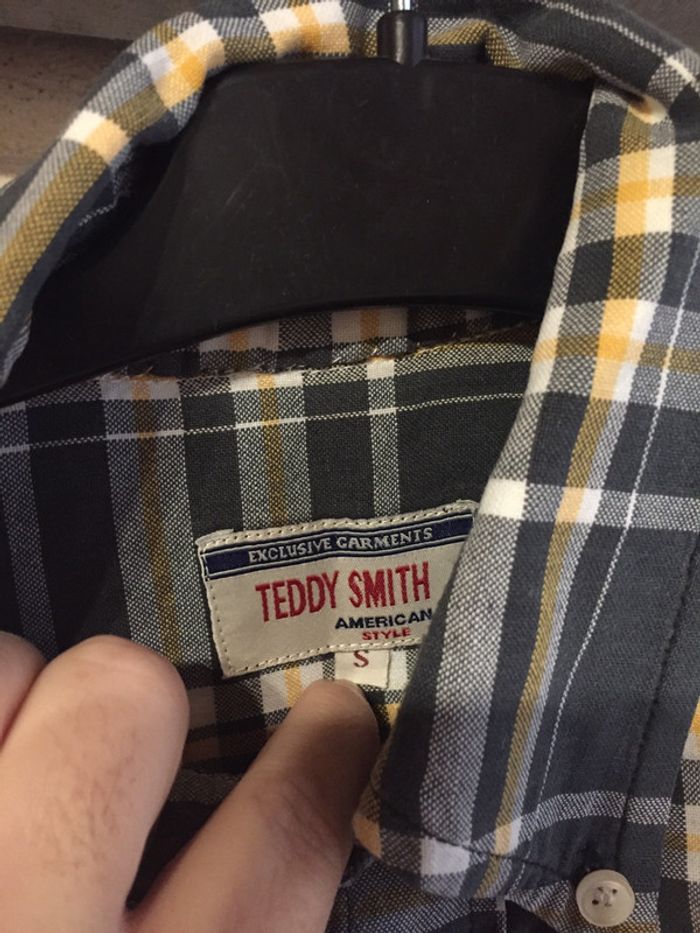 EXCLUSIVE GARMENTS
TEDDY SMITH
AMERICAN
STYLE
S